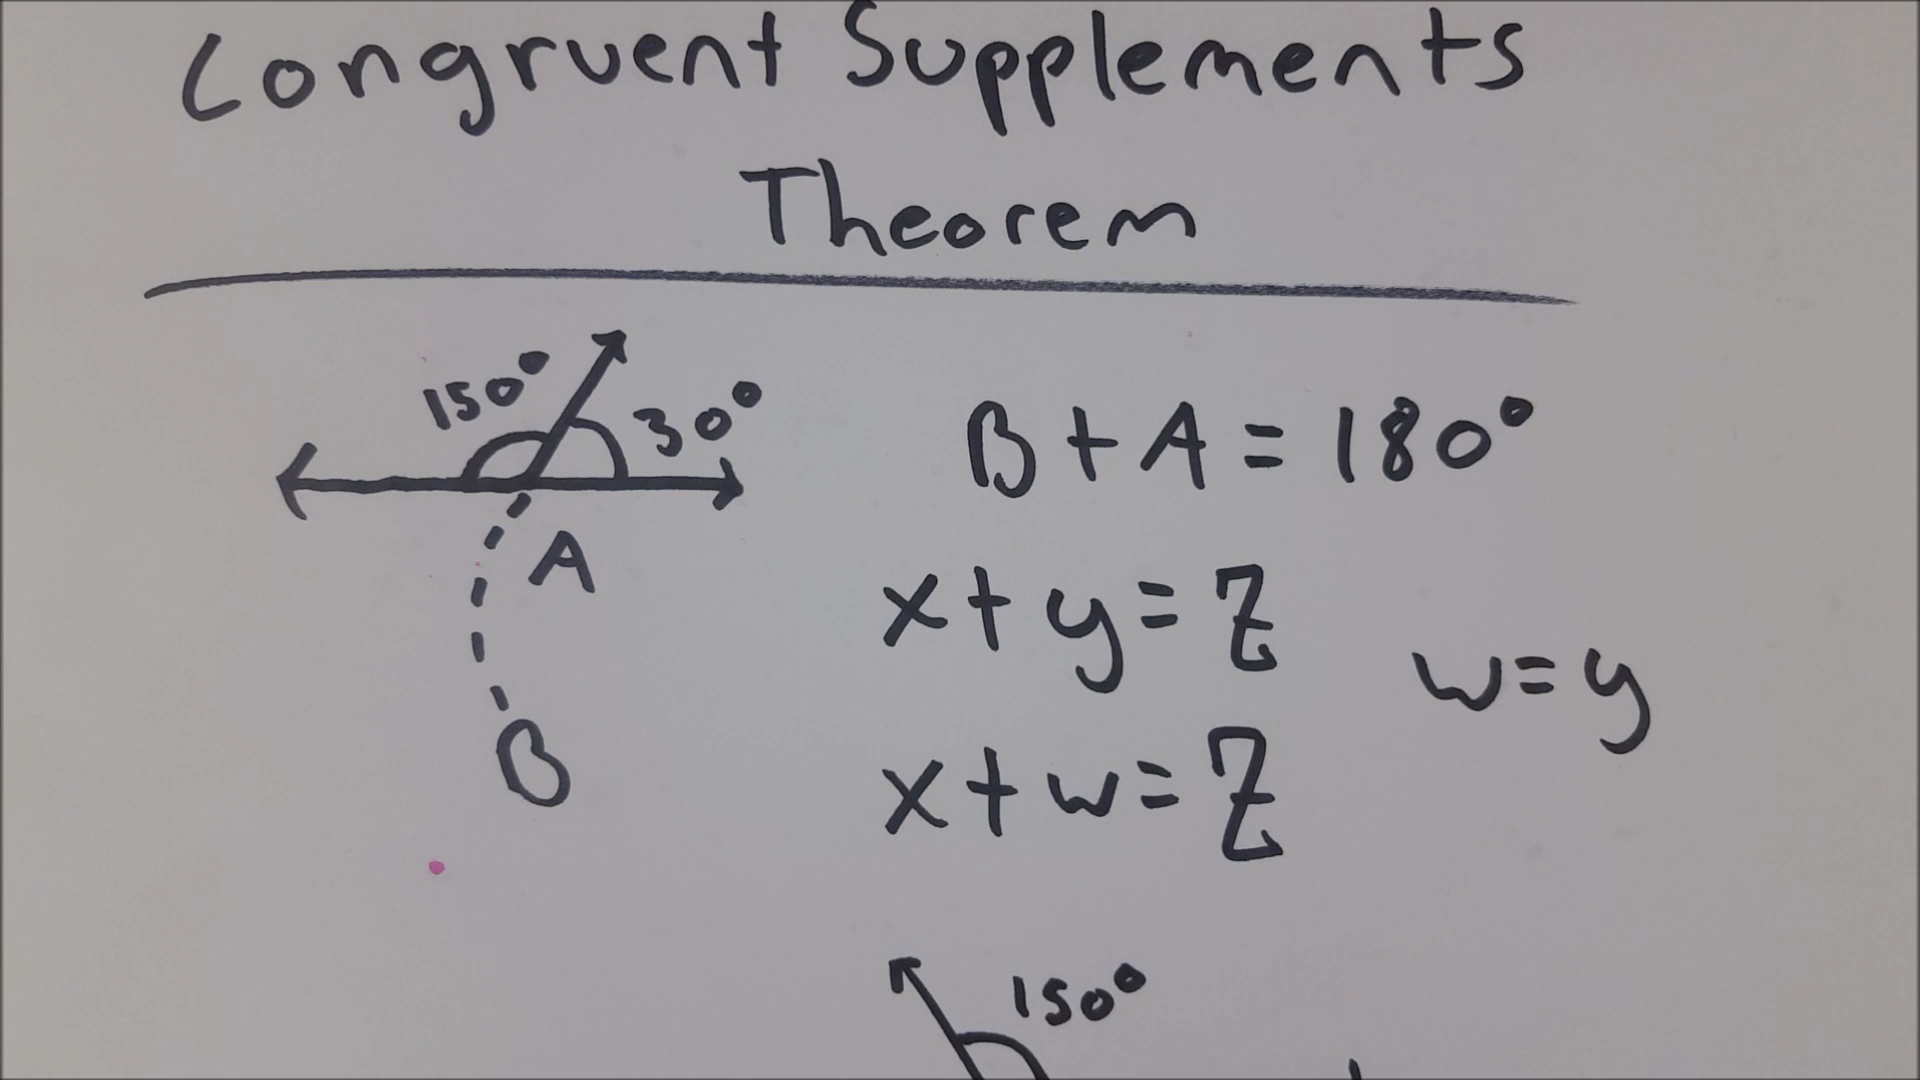 Congruent Supplements
Theorem
150° 30°
A
B
B + A = 180°
x + y = Z
w = y
x + w = Z
150°